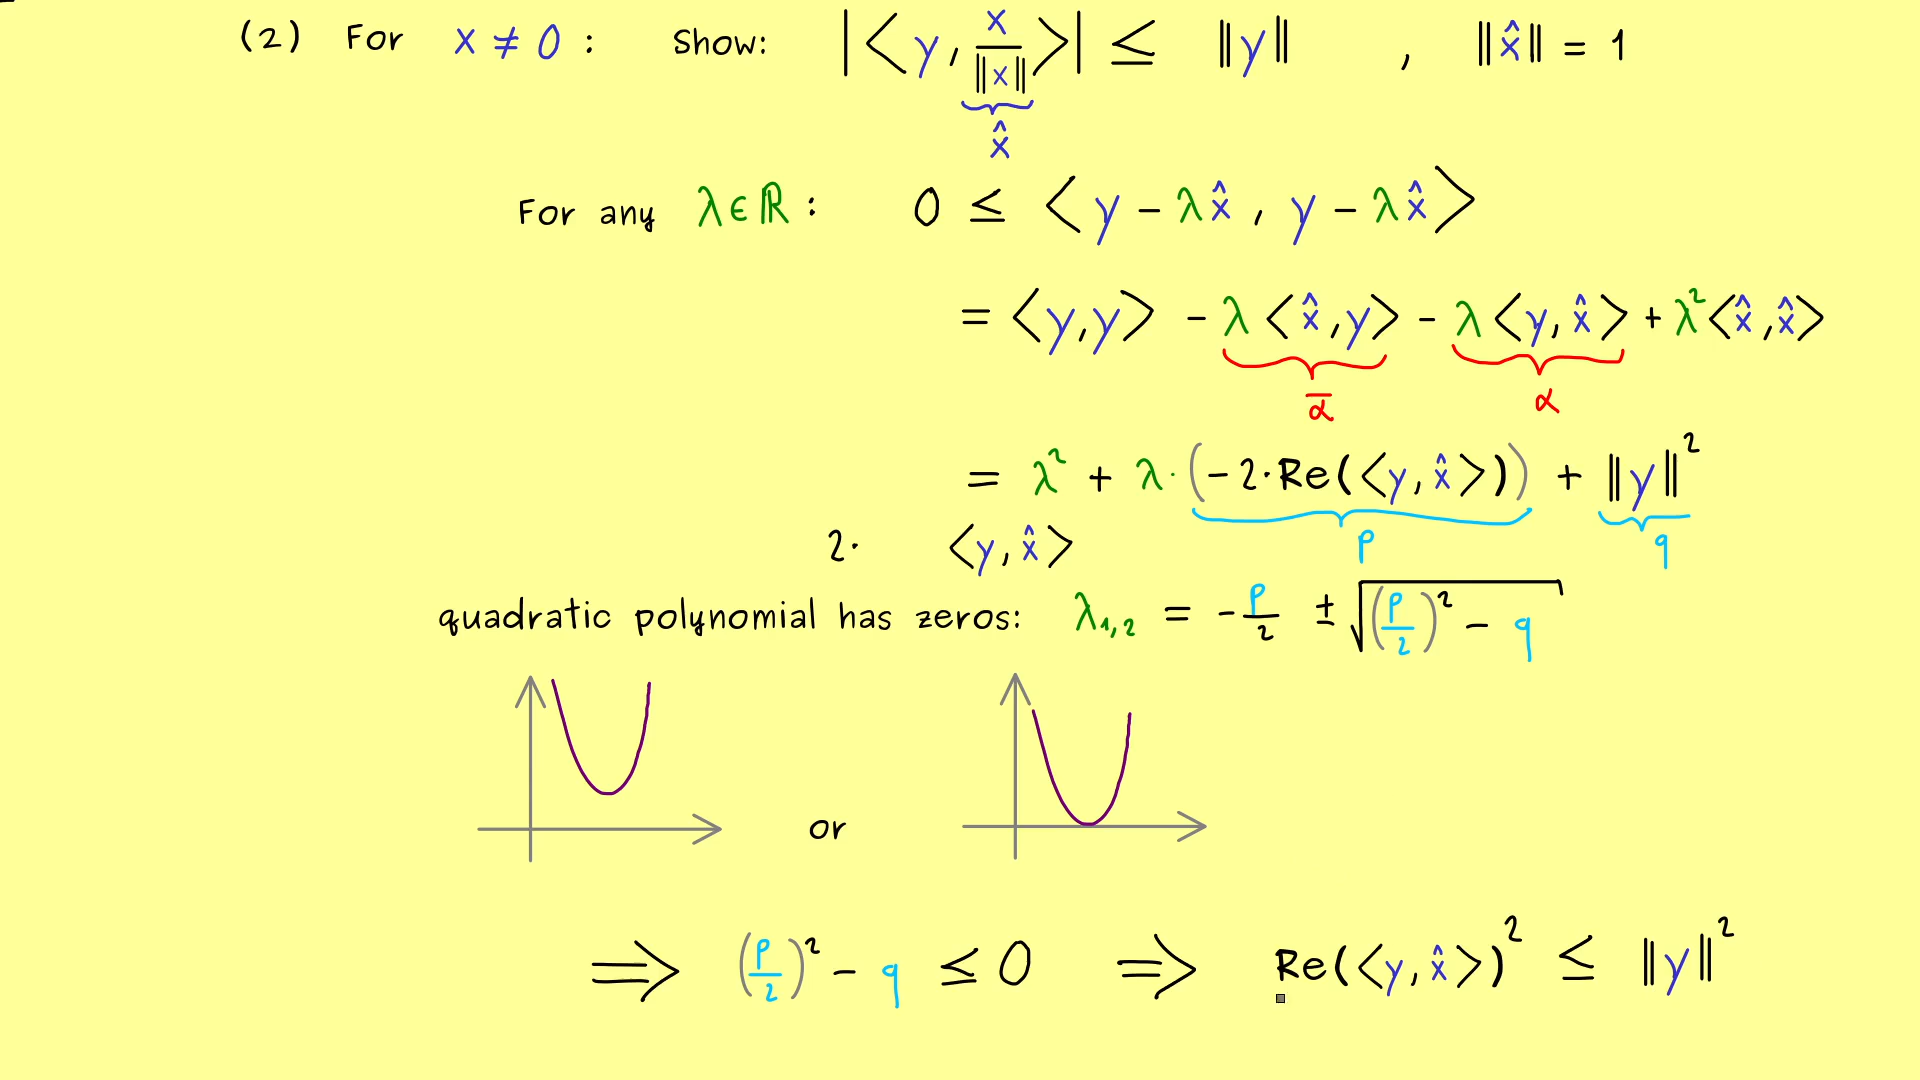 (2) For x ≠ 0 : Show: |<y, x/‖x‖>| ≤ ‖y‖ , ‖x̂‖ = 1
x̂
For any λ∈ℝ : 0 ≤ <y − λx̂ , y − λx̂>
= <y,y> − λ<x̂,y> − λ<y,x̂> + λ²<x̂,x̂>
ᾱ α
= λ² + λ·(−2·Re(<y,x̂>)) + ‖y‖²
p q
2· <y,x̂>
quadratic polynomial has zeros: λ₁,₂ = −p/2 ± √((p/2)² − q)
or
⟹ (p/2)² − q ≤ 0 ⟹ Re(<y,x̂>)² ≤ ‖y‖²